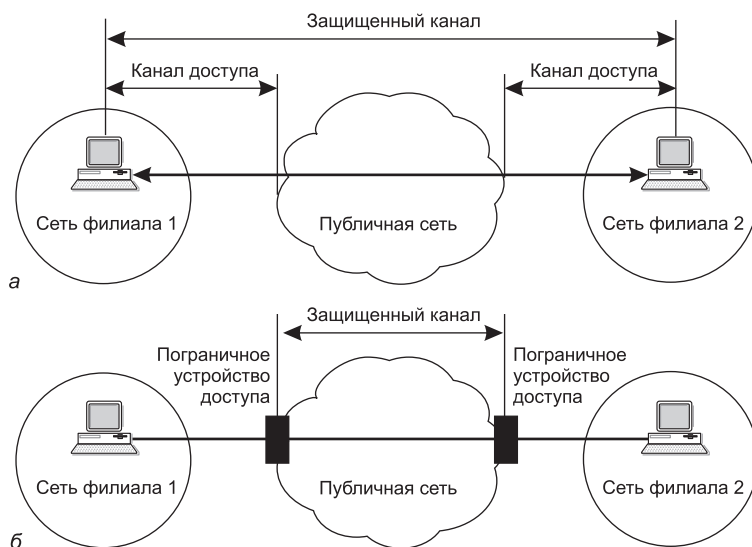 Защищенный канал
Канал доступа
Канал доступа
Сеть филиала 1
Публичная сеть
Сеть филиала 2
а
Защищенный канал
Пограничное
устройство
доступа
Пограничное
устройство
доступа
Сеть филиала 1
Публичная сеть
Сеть филиала 2
б